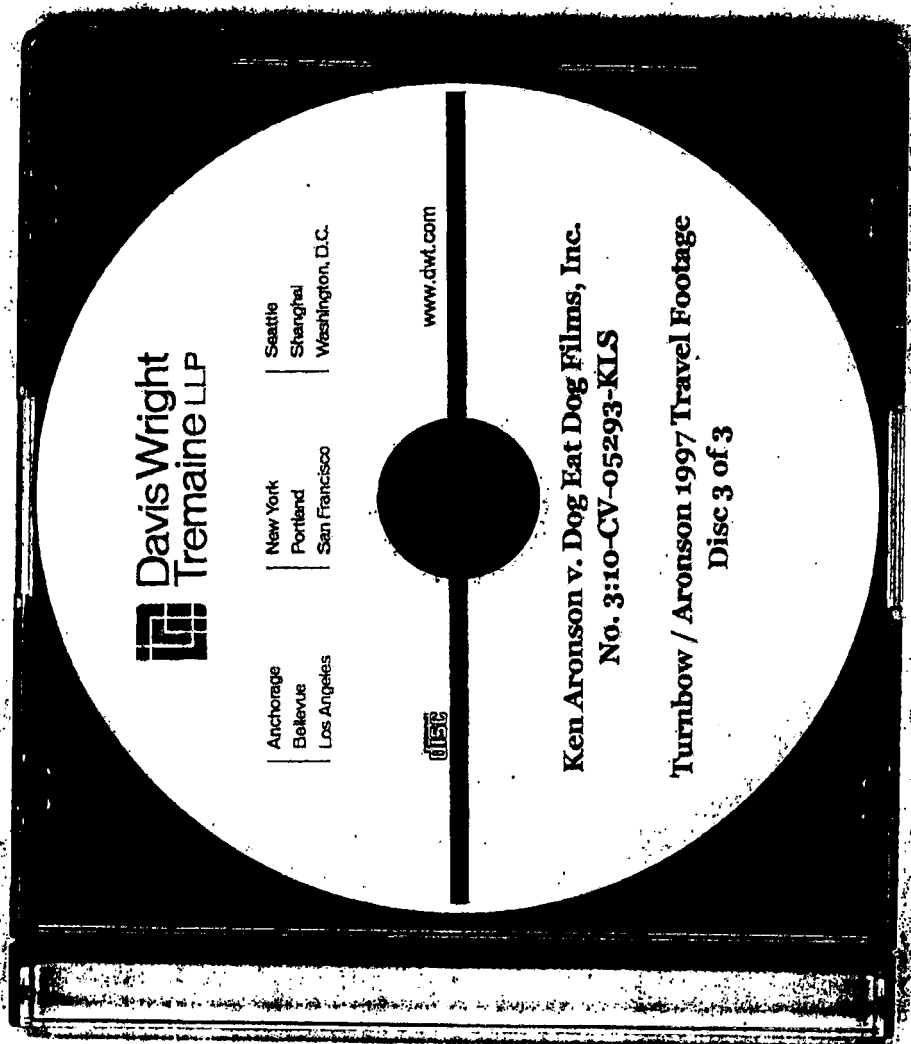 Davis Wright
Tremaine LLP
Anchorage
Bellevue
Los Angeles
New York
Portland
San Francisco
Seattle
Shanghai
Washington, D.C.
disc
www.dwt.com
Ken Aronson v. Dog Eat Dog Films, Inc.
No. 3:10-CV-05293-KLS
Turnbow / Aronson 1997 Travel Footage
Disc 3 of 3